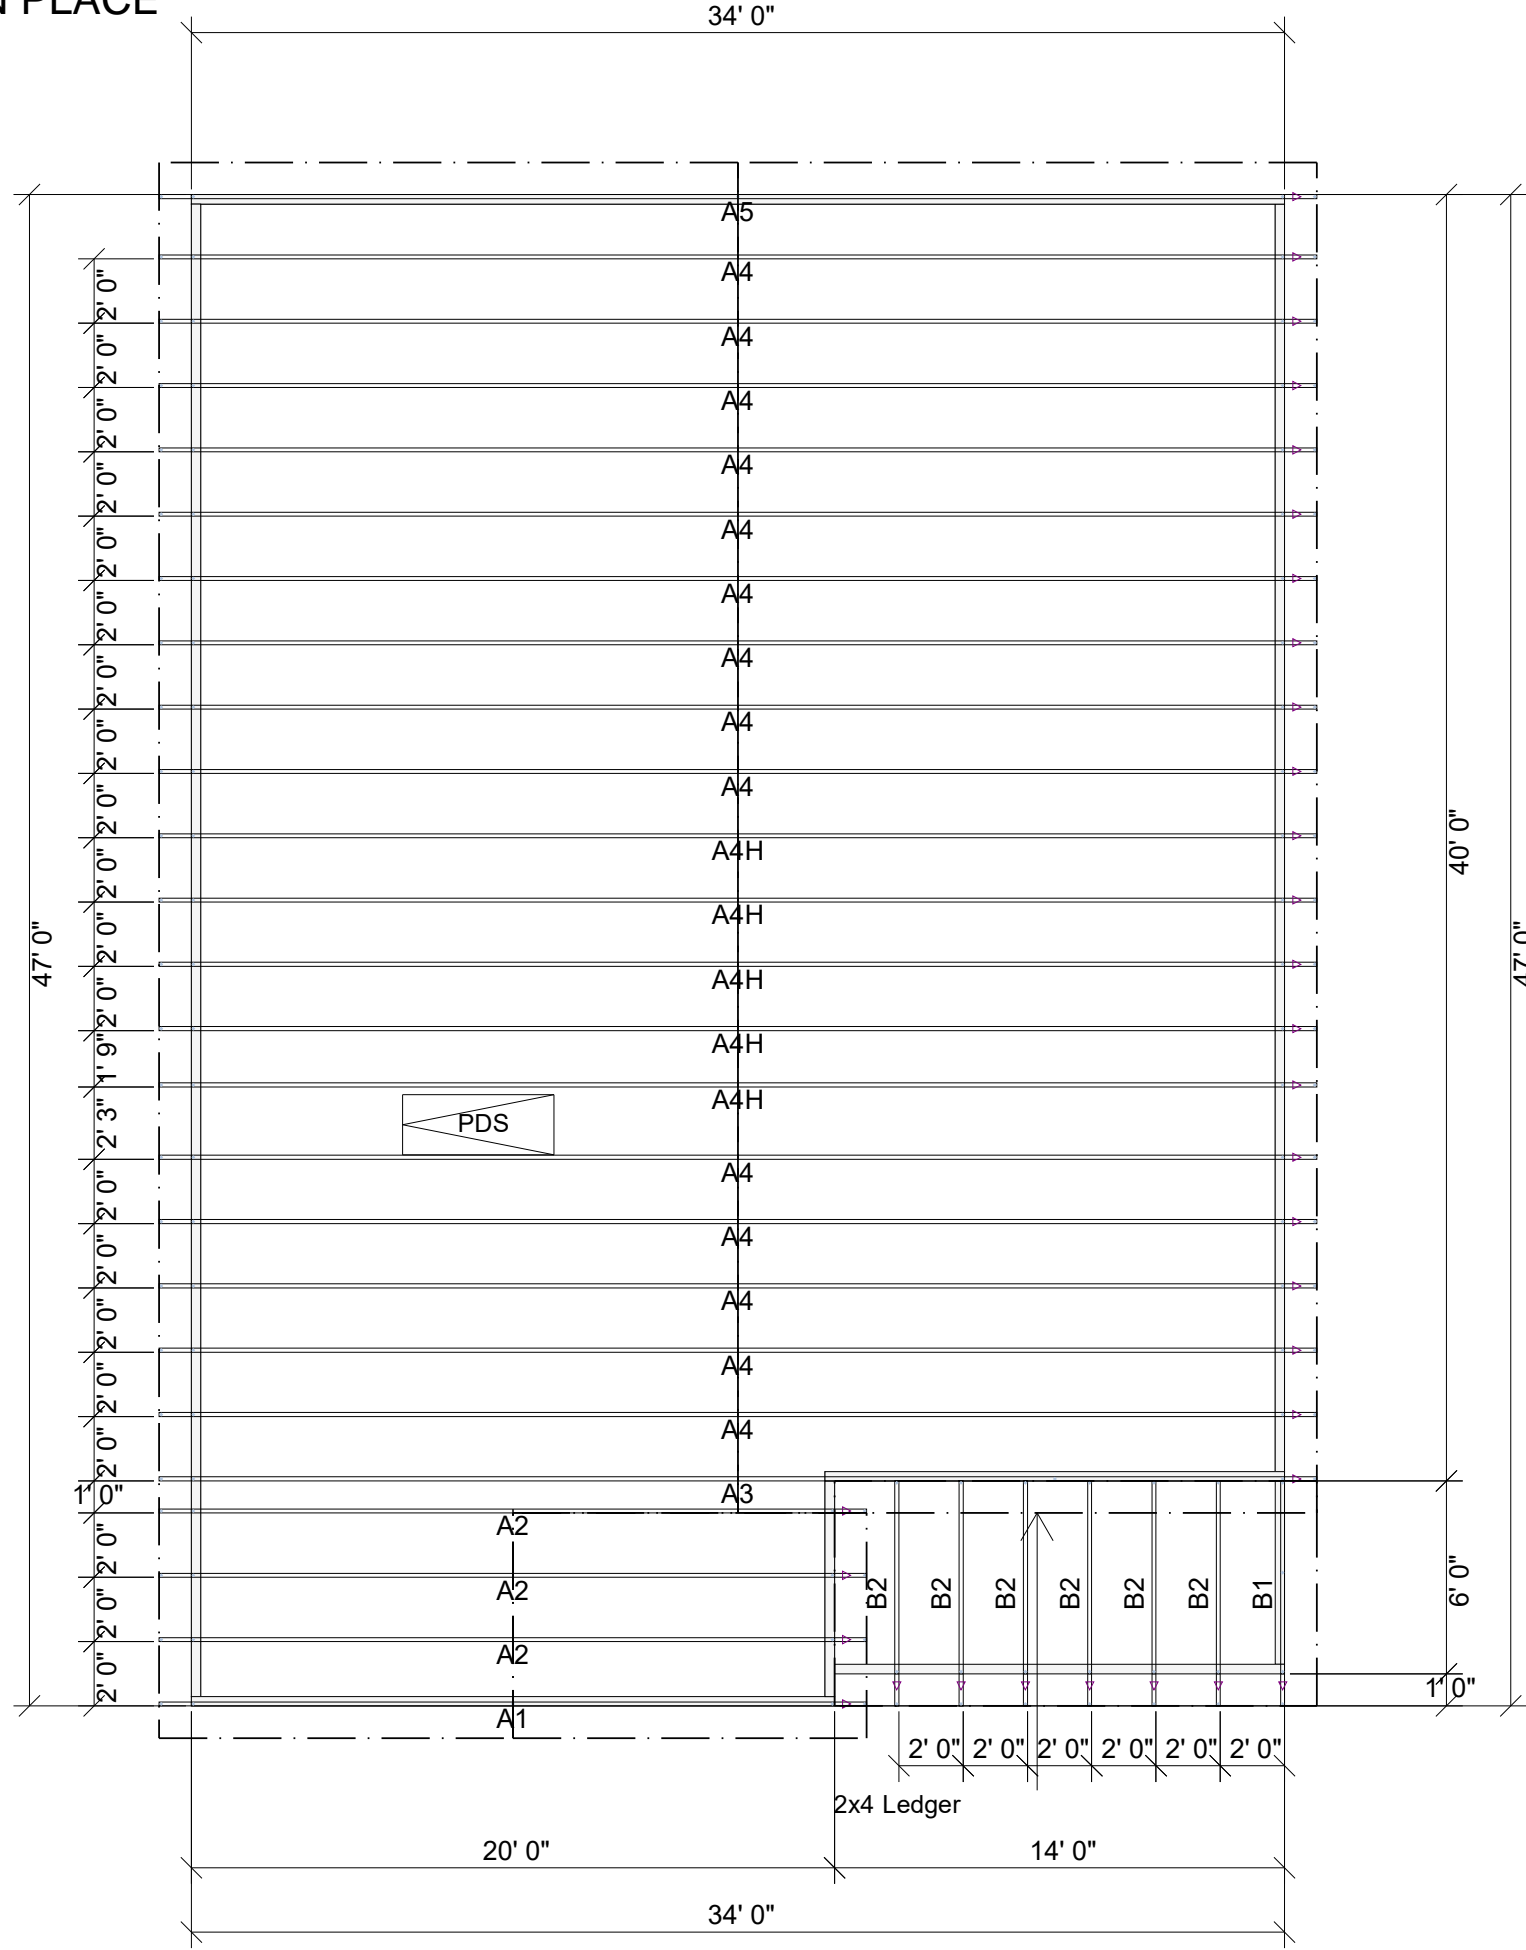 PLACE
34' 0"
A5
A4
2' 0"
A4
2' 0"
A4
2' 0"
A4
2' 0"
A4
2' 0"
A4
2' 0"
A4
2' 0"
A4
2' 0"
A4
2' 0"
40' 0"
A4H
2' 0"
A4H
2' 0"
47' 0"
47' 0"
A4H
2' 0"
A4H
1' 9"
A4H
2' 3"
PDS
A4
2' 0"
A4
2' 0"
A4
2' 0"
A4
2' 0"
A4
2' 0"
A3
1' 0"
A2
2' 0"
A2
2' 0"
B2
B2
B2
B2
B2
B2
B1
6' 0"
A2
2' 0"
1' 0"
A1
2' 0"
2' 0"
2' 0"
2' 0"
2' 0"
2' 0"
2x4 Ledger
20' 0"
14' 0"
34' 0"